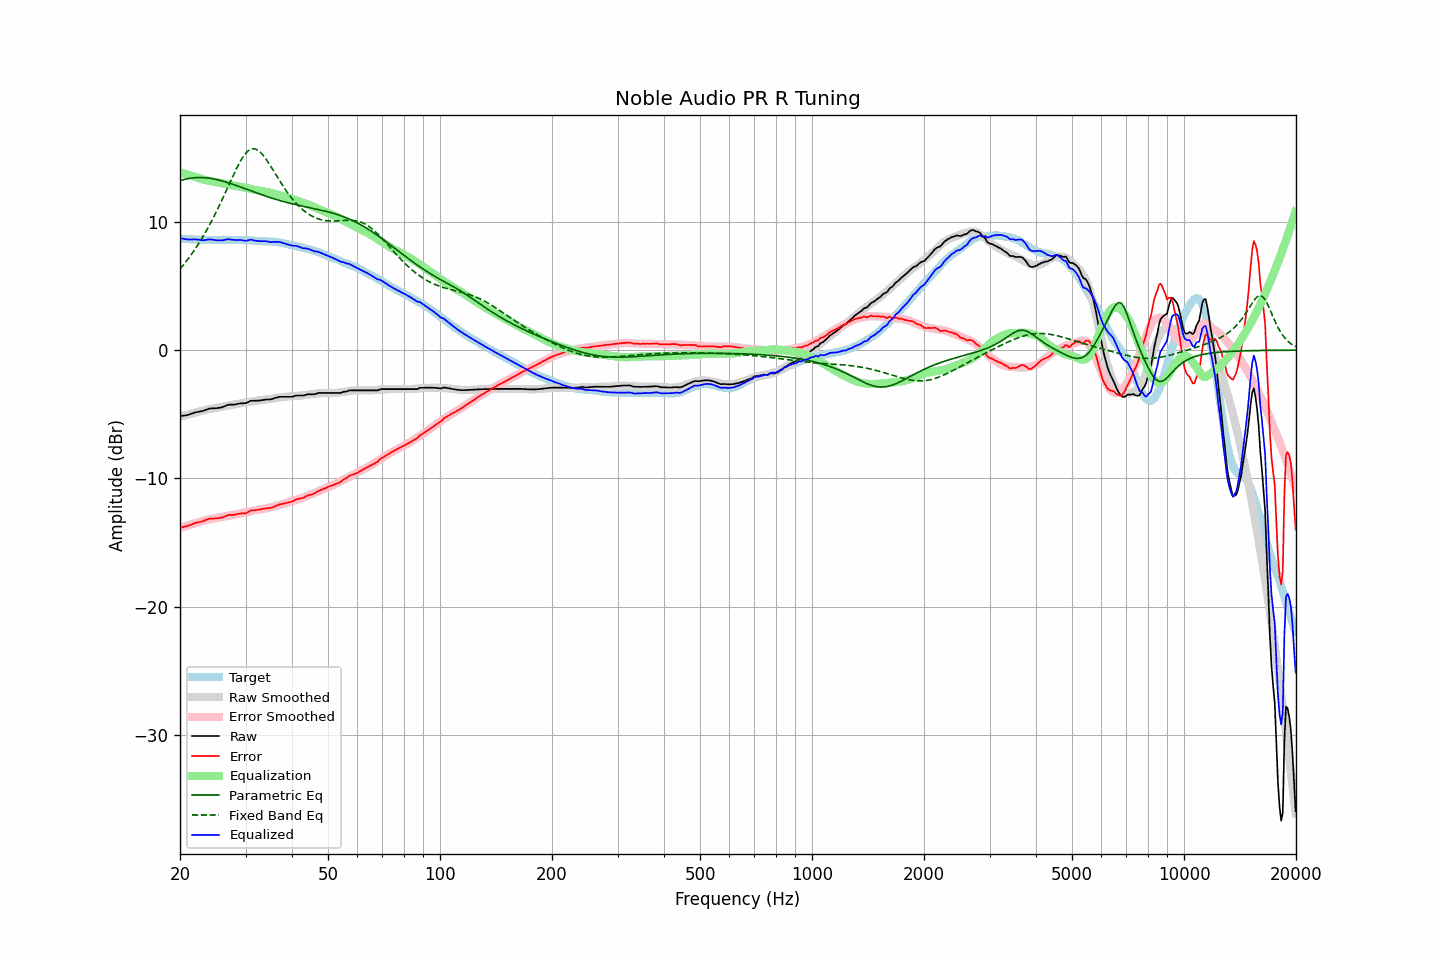 Noble Audio PR R Tuning
Amplitude (dBr)
10
0
−10
−20
−30
Target
Raw Smoothed
Error Smoothed
Raw
Error
Equalization
Parametric Eq
Fixed Band Eq
Equalized
20 50 100 200 500 1000 2000 5000 10000 20000
Frequency (Hz)